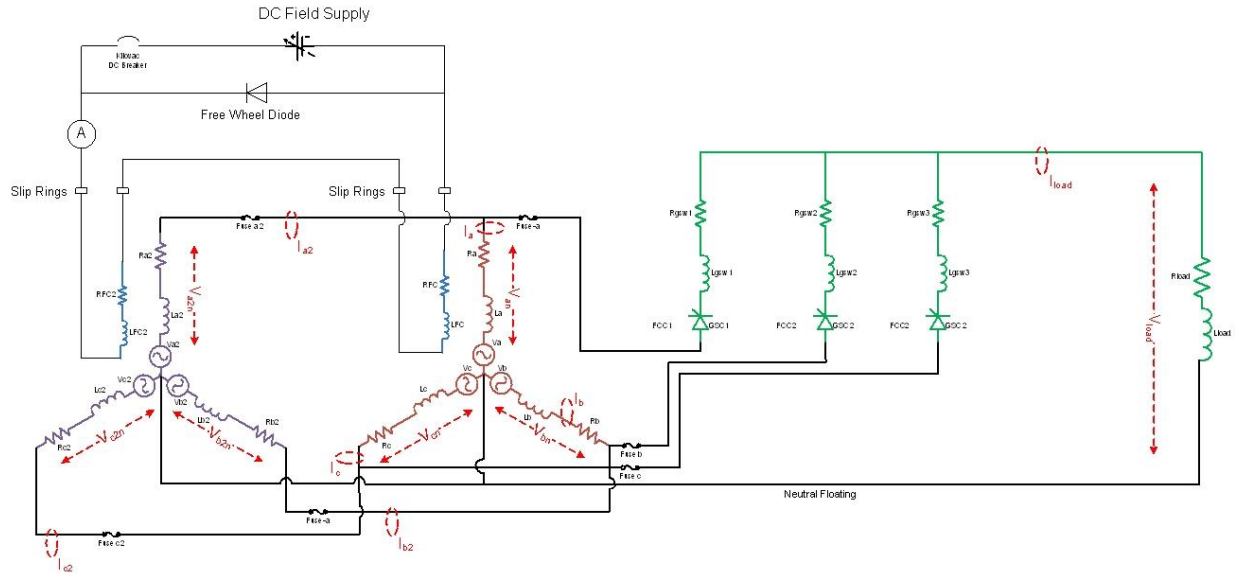 DC Field Supply
Kilovac
DC Breaker
Free Wheel Diode
A
Slip Rings
Slip Rings
Fuse a2
Ia2
Ia
Fuse-a
Iload
Ra2
Va2n
Ra
Van
Rgsw1
Rgsw2
Rgsw3
Lgsw1
Lgsw2
Lgsw3
Rload
RFC2
La2
RFC
La
LFC2
LFC
FCC1
GSC1
FCC2
GSC2
FCC2
GSC2
Vload
Lload
Va2
Va
Vc2
Vb2
Vc
Vb
Lc2
Lb2
Lc
Lb
Ib
Rc2
Vc2n
Vb2n
Rb2
Rc
Vcn
Vbn
Rb
Ic
Fuse b
Fuse c
Neutral Floating
Fuse-a
Fuse c2
Ib2
Ic2